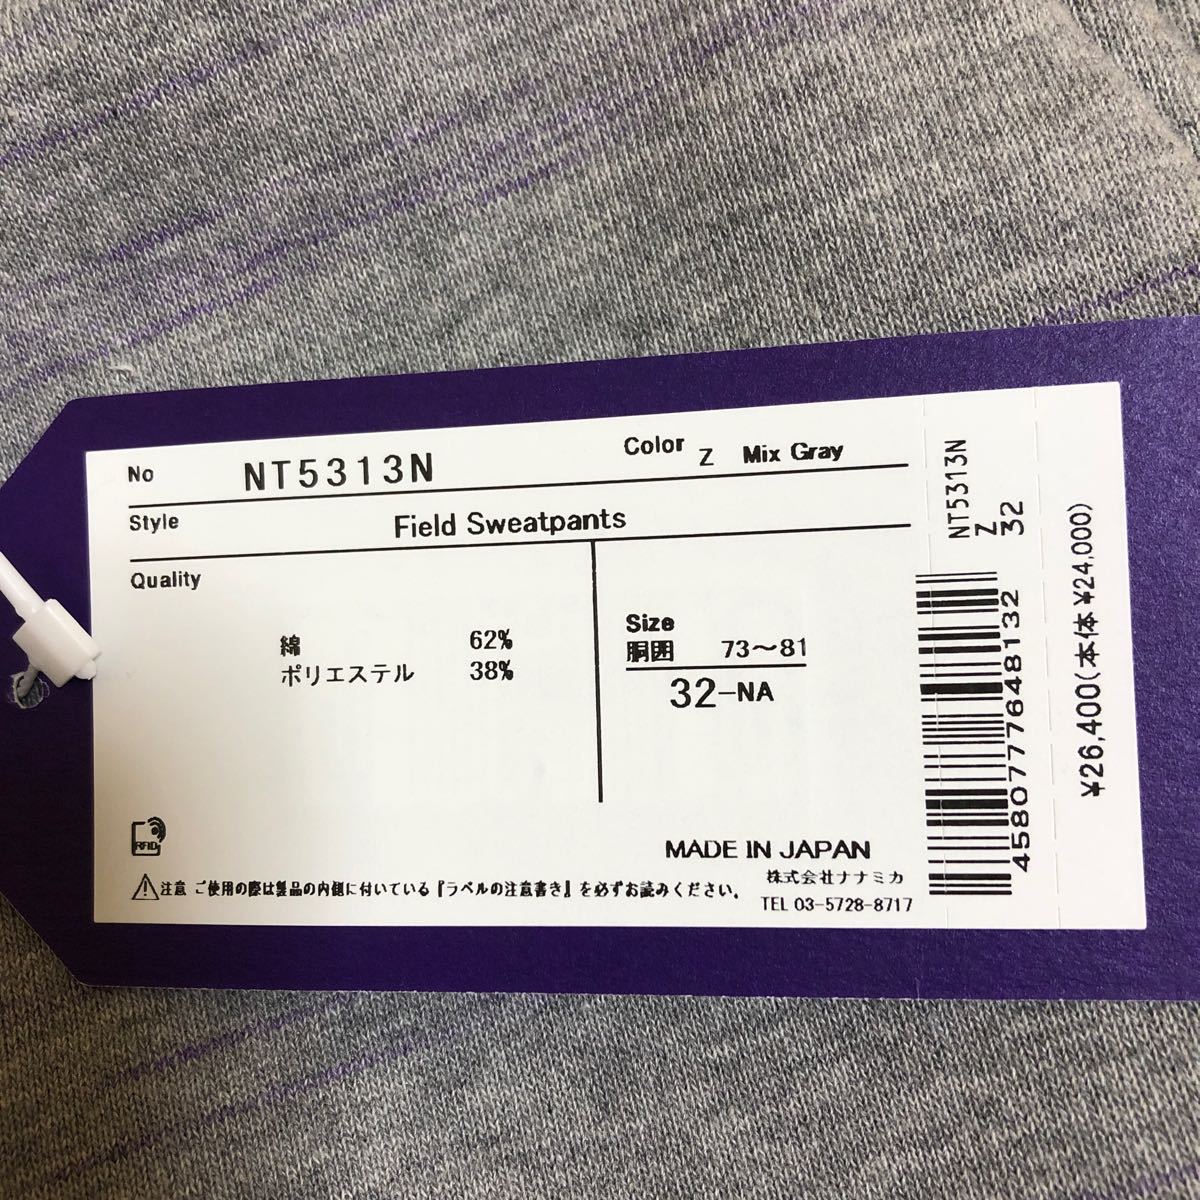 No NT5313N Color Z Mix Gray
Style Field Sweatpants
Quality
綿 62%
ポリエステル 38%
Size
胴囲 73～81
32-NA
RFID
MADE IN JAPAN
株式会社ナナミカ
TEL 03-5728-8717
⚠注意 ご使用の際は製品の内側に付いている『ラベルの注意書き』を必ずお読みください。
NT5313N
Z
32
4580777648132
¥26,400(本体 ¥24,000)